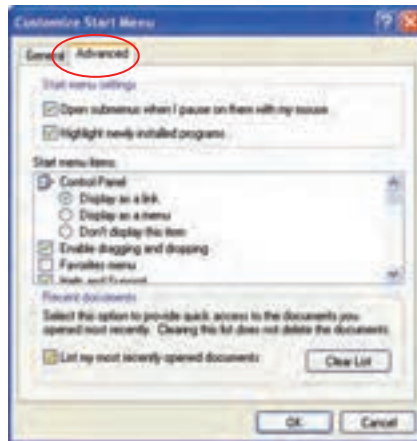 Customize Start Menu
General Advanced
Start menu settings
Open submenus when I pause on them with my mouse
Highlight newly installed programs
Start menu items:
Control Panel
Display as a link
Display as a menu
Don't display this item
Enable dragging and dropping
Favorites menu
Help and Support
Recent documents
Select this option to provide quick access to the documents you
opened most recently. Clearing this list does not delete the documents.
List my most recently opened documents Clear List
OK Cancel